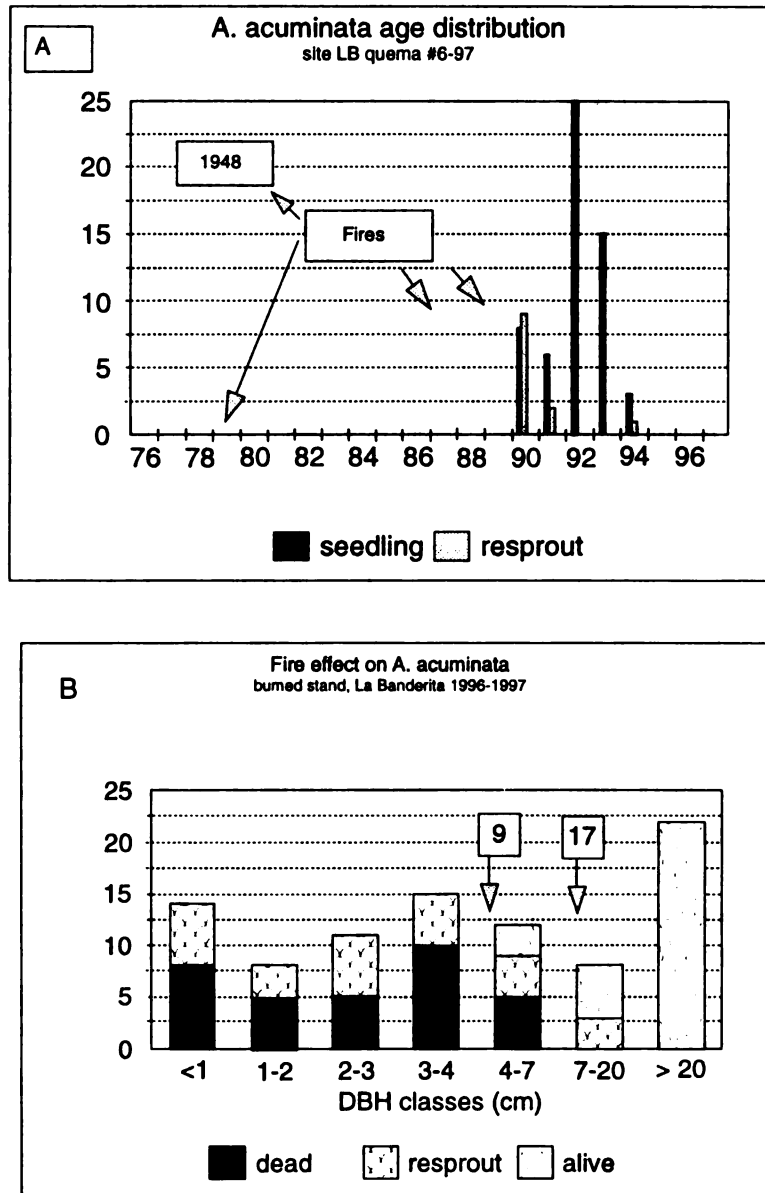 A
A. acuminata age distribution
site LB quema #6-97
25
20
15
10
5
0
1948
Fires
76 78 80 82 84 86 88 90 92 94 96
seedling resprout
B
Fire effect on A. acuminata
burned stand, La Banderita 1996-1997
25
20
15
10
5
0
9
17
<1 1-2 2-3 3-4 4-7 7-20 > 20
DBH classes (cm)
dead resprout alive